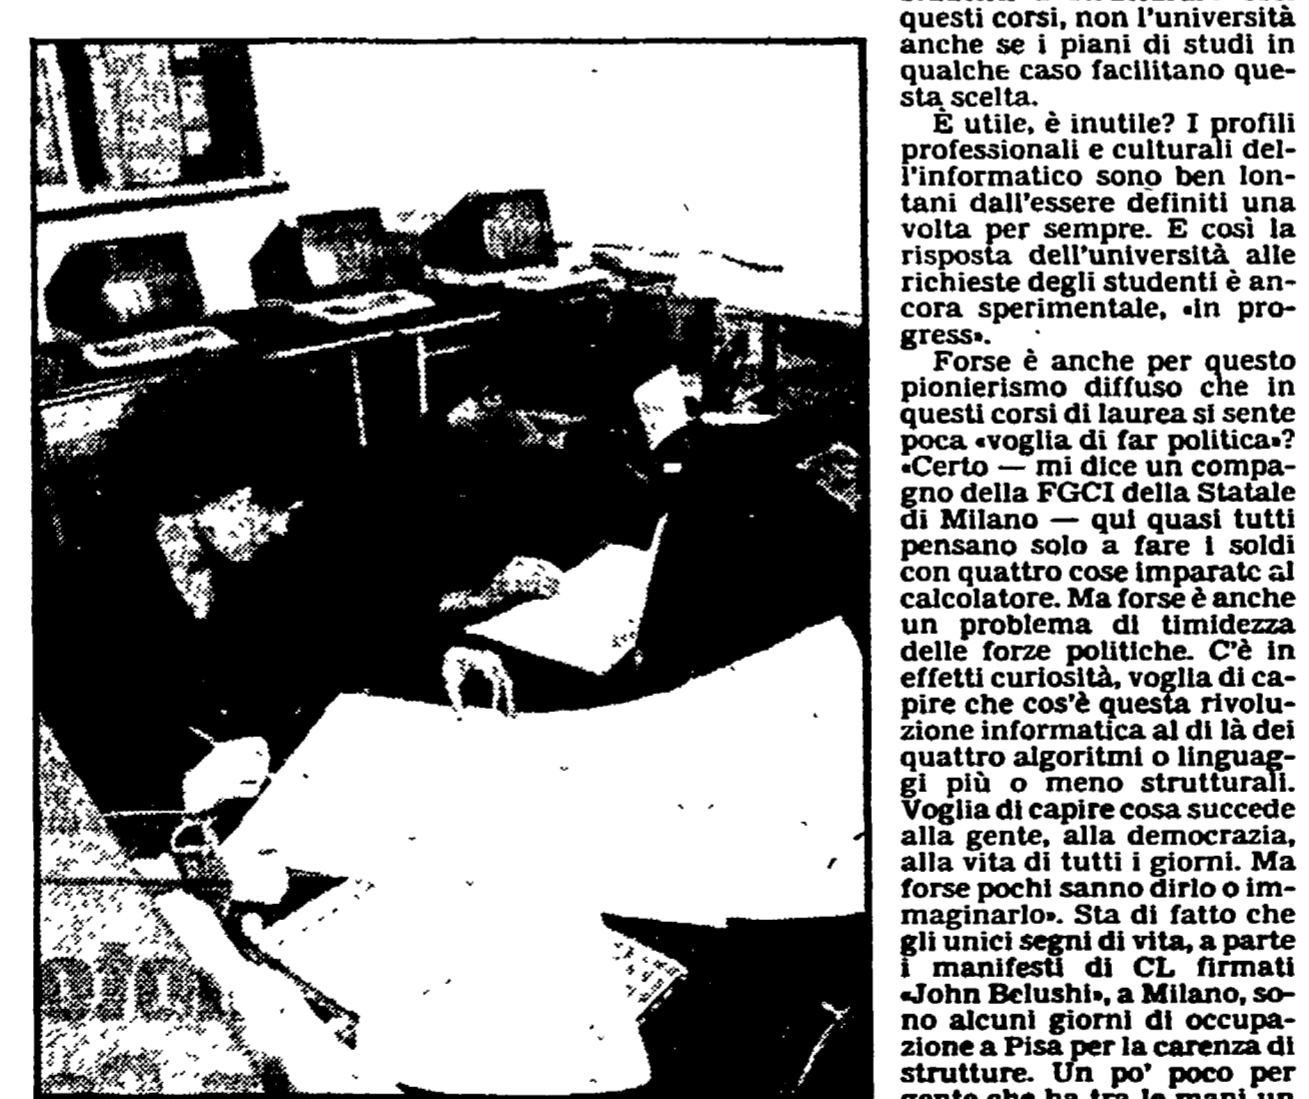 questi corsi, non l'università
anche se i piani di studi in
qualche caso facilitano que-
sta scelta.
È utile, è inutile? I profili
professionali e culturali del-
l'informatico sono ben lon-
tani dall'essere definiti una
volta per sempre. E così la
risposta dell'università alle
richieste degli studenti è an-
cora sperimentale, «in pro-
gress».
Forse è anche per questo
pionierismo diffuso che in
questi corsi di laurea si sente
poca «voglia di far politica»?
«Certo — mi dice un compa-
gno della FGCI della Statale
di Milano — qui quasi tutti
pensano solo a fare i soldi
con quattro cose imparate al
calcolatore. Ma forse è anche
un problema di timidezza
delle forze politiche. C'è in
effetti curiosità, voglia di ca-
pire che cos'è questa rivolu-
zione informatica al di là dei
quattro algoritmi o linguag-
gi più o meno strutturali.
Voglia di capire cosa succede
alla gente, alla democrazia,
alla vita di tutti i giorni. Ma
forse pochi sanno dirlo o im-
maginarlo». Sta di fatto che
gli unici segni di vita, a parte
i manifesti di CL firmati
«John Belushi», a Milano, so-
no alcuni giorni di occupa-
zione a Pisa per la carenza di
strutture. Un po' poco per
gente che ha tra le mani un